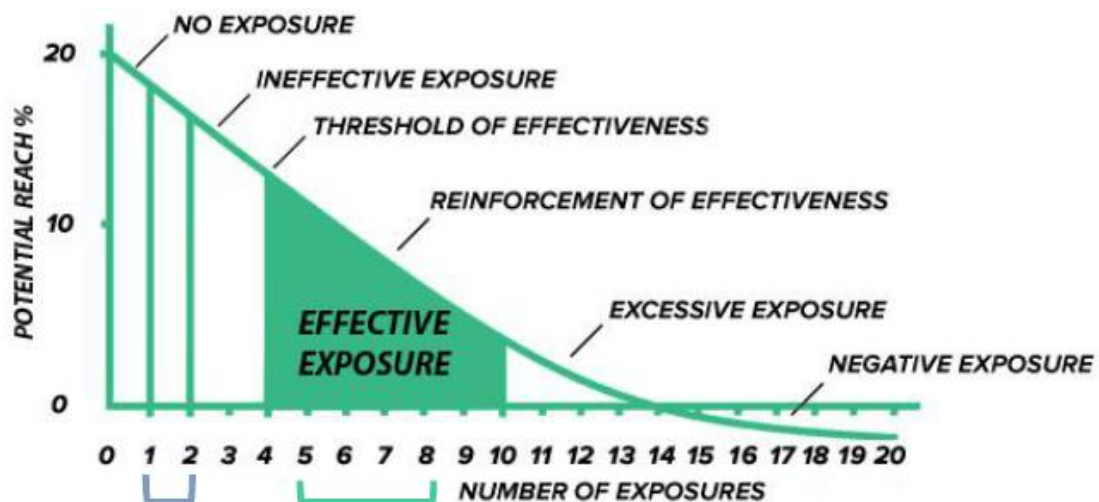 NO EXPOSURE
20
INEFFECTIVE EXPOSURE
THRESHOLD OF EFFECTIVENESS
POTENTIAL REACH %
REINFORCEMENT OF EFFECTIVENESS
10
EFFECTIVE
EXPOSURE
EXCESSIVE EXPOSURE
NEGATIVE EXPOSURE
0
0 1 2 3 4 5 6 7 8 9 10 11 12 13 14 15 16 17 18 19 20
NUMBER OF EXPOSURES